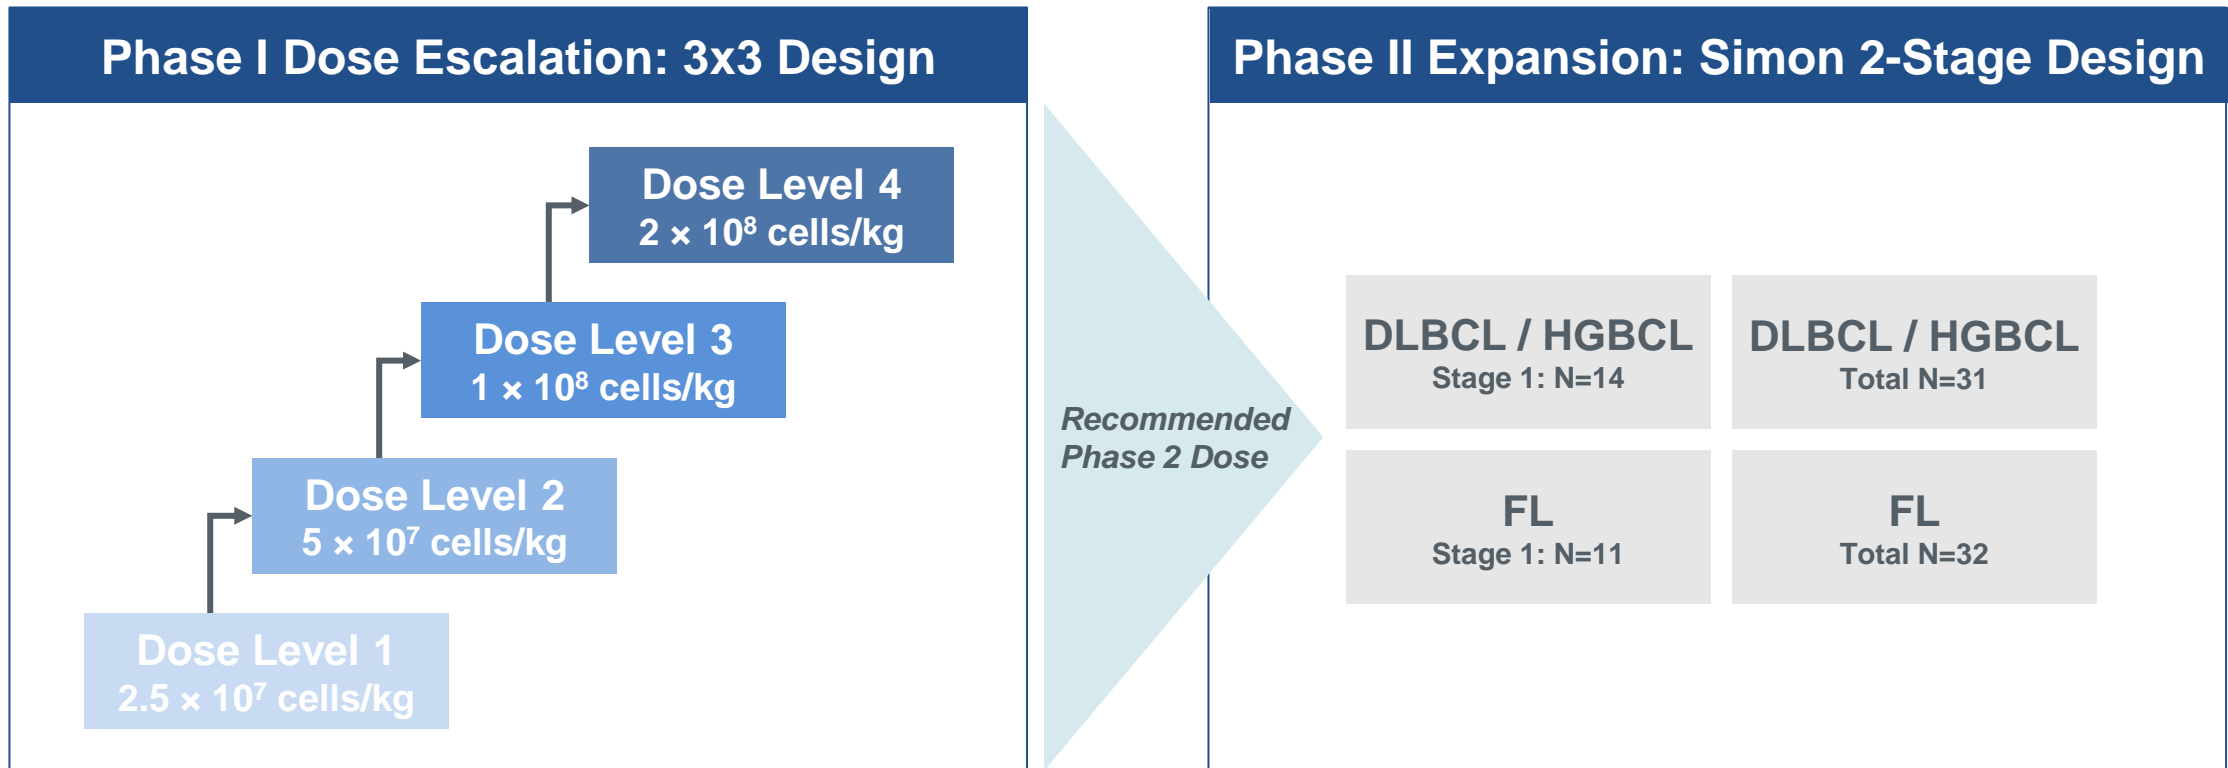 Phase I Dose Escalation: 3x3 Design
Dose Level 4
2 × 10⁸ cells/kg
Dose Level 3
1 × 10⁸ cells/kg
Dose Level 2
5 × 10⁷ cells/kg
Dose Level 1
2.5 × 10⁷ cells/kg
Recommended
Phase 2 Dose
Phase II Expansion: Simon 2-Stage Design
DLBCL / HGBCL
Stage 1: N=14
DLBCL / HGBCL
Total N=31
FL
Stage 1: N=11
FL
Total N=32